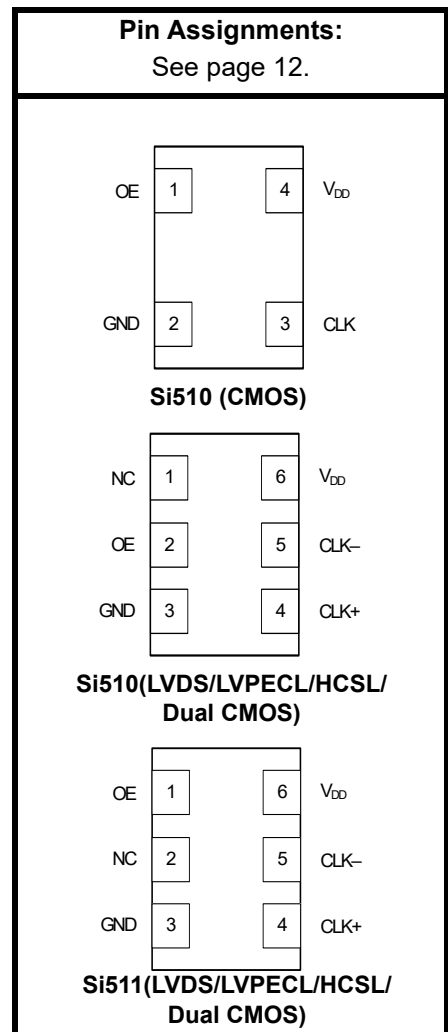 Pin Assignments:
See page 12.
OE 1 4 VDD
GND 2 3 CLK
Si510 (CMOS)
NC 1 6 VDD
OE 2 5 CLK–
GND 3 4 CLK+
Si510(LVDS/LVPECL/HCSL/
Dual CMOS)
OE 1 6 VDD
NC 2 5 CLK–
GND 3 4 CLK+
Si511(LVDS/LVPECL/HCSL/
Dual CMOS)